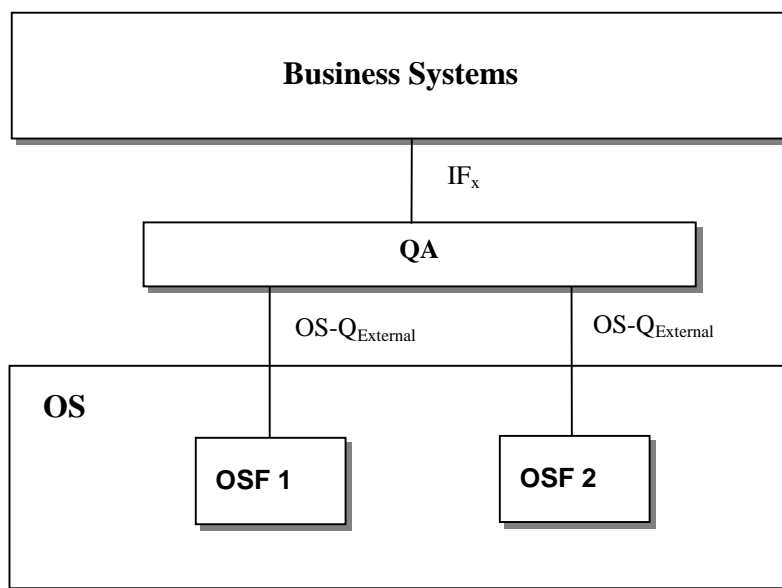 Business Systems
IFx
QA
OS-QExternal
OS-QExternal
OS
OSF 1
OSF 2